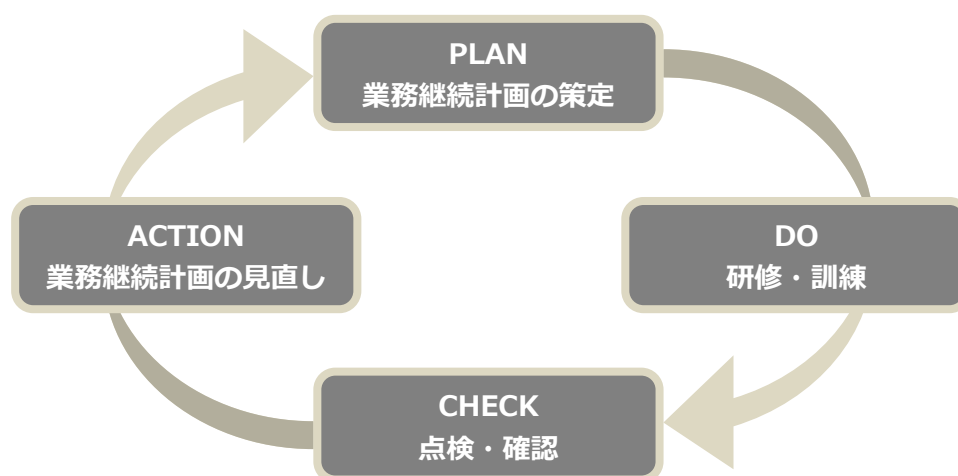 PLAN
業務継続計画の策定
ACTION
業務継続計画の見直し
DO
研修・訓練
CHECK
点検・確認